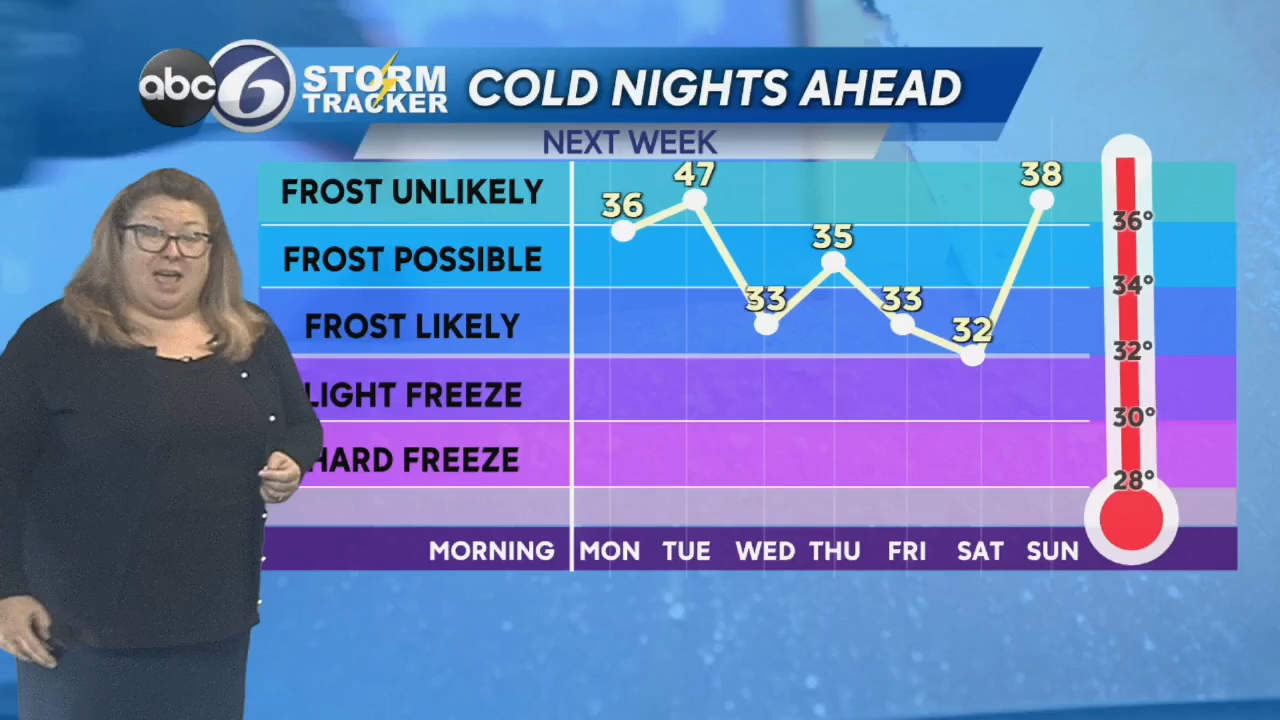 abc 6 STORM TRACKER
COLD NIGHTS AHEAD
NEXT WEEK
FROST UNLIKELY
FROST POSSIBLE
FROST LIKELY
LIGHT FREEZE
HARD FREEZE
36 47 33 35 33 32 38
36°
34°
32°
30°
28°
MORNING MON TUE WED THU FRI SAT SUN